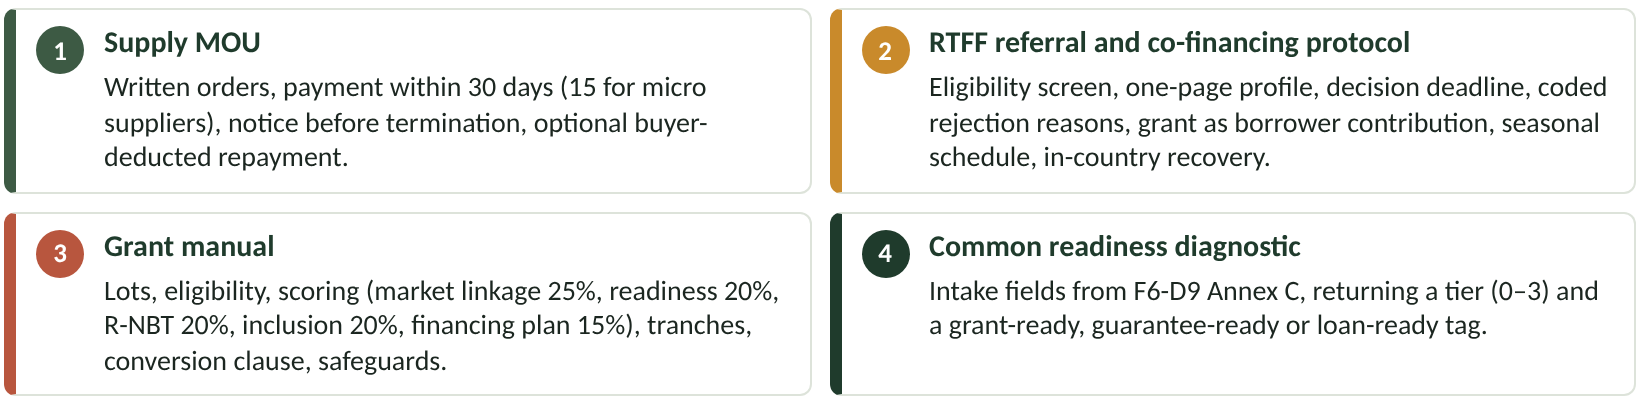 1
Supply MOU
Written orders, payment within 30 days (15 for micro
suppliers), notice before termination, optional buyer-
deducted repayment.
2
RTFF referral and co-financing protocol
Eligibility screen, one-page profile, decision deadline, coded
rejection reasons, grant as borrower contribution, seasonal
schedule, in-country recovery.
3
Grant manual
Lots, eligibility, scoring (market linkage 25%, readiness 20%,
R-NBT 20%, inclusion 20%, financing plan 15%), tranches,
conversion clause, safeguards.
4
Common readiness diagnostic
Intake fields from F6-D9 Annex C, returning a tier (0–3) and
a grant-ready, guarantee-ready or loan-ready tag.